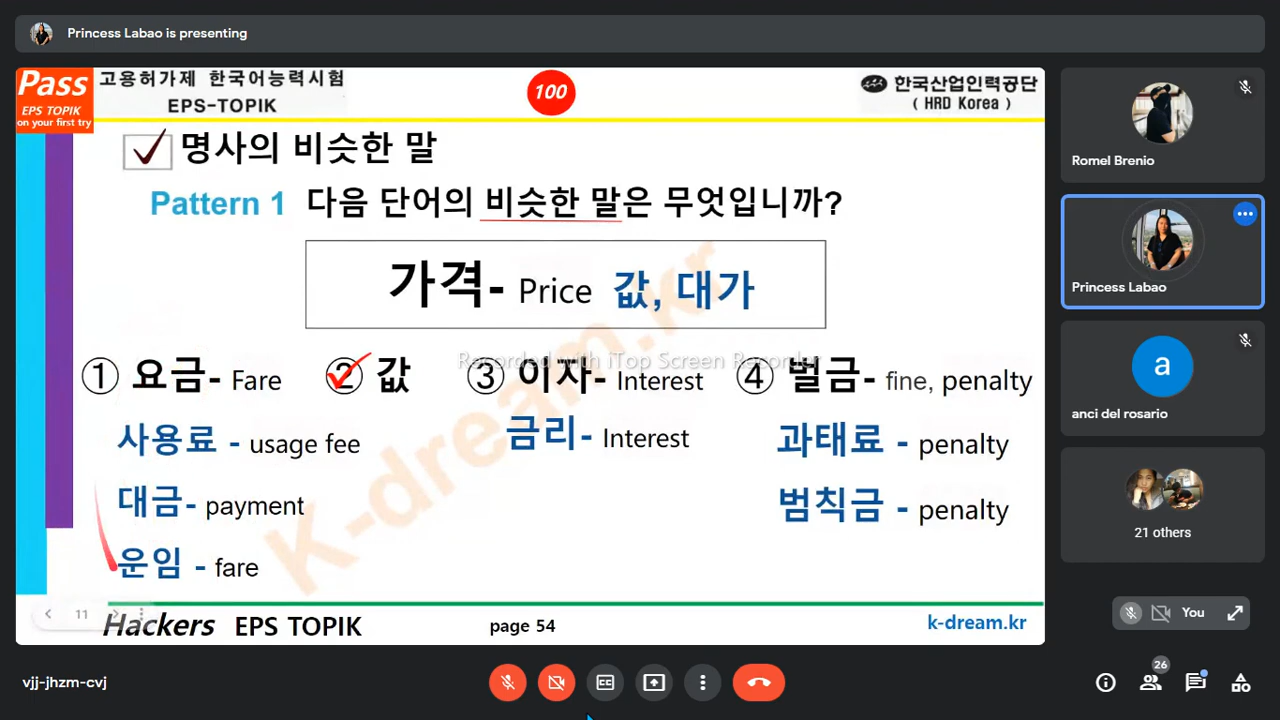 Princess Labao is presenting
Pass
EPS TOPIK
on your first try
고용허가제 한국어능력시험
EPS-TOPIK
100
한국산업인력공단
( HRD Korea )
명사의 비슷한 말
Pattern 1 다음 단어의 비슷한 말은 무엇입니까?
가격- Price 값, 대가
Recorded with iTop Screen Recorder
① 요금- Fare ② 값 ③ 이자- Interest ④ 벌금- fine, penalty
사용료 - usage fee 금리- Interest 과태료 - penalty
대금- payment 범칙금 - penalty
운임 - fare
K-dream.kr
11
Hackers EPS TOPIK page 54 k-dream.kr
Romel Brenio
Princess Labao
a
anci del rosario
21 others
You
vjj-jhzm-cvj
CC
26